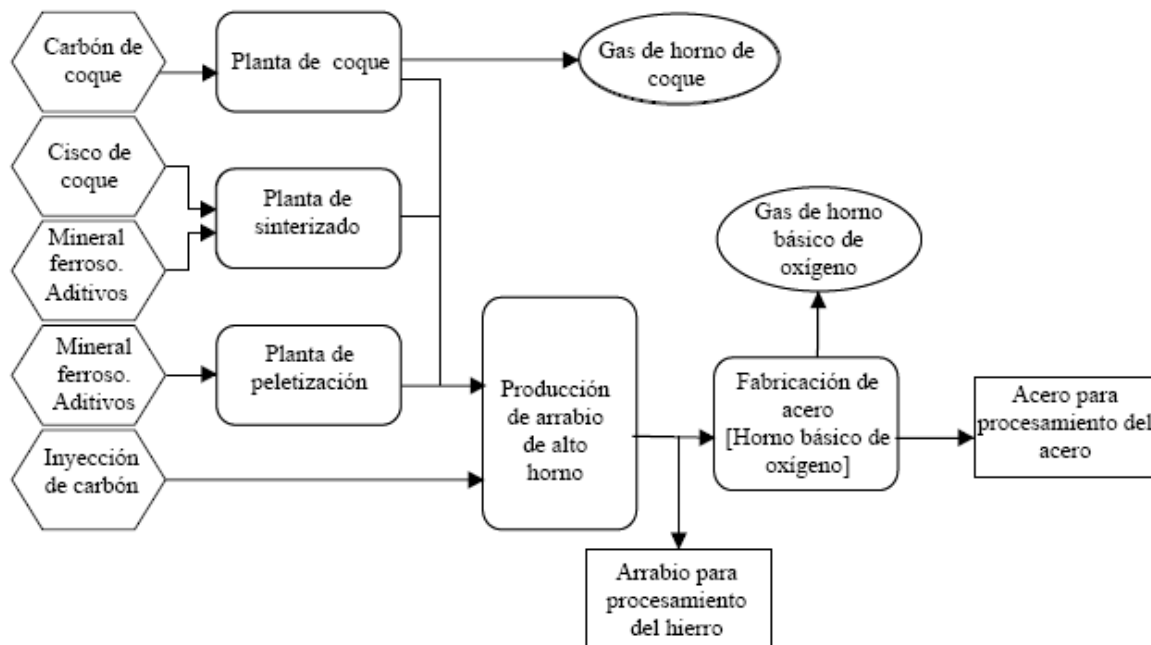 Carbón de
coque
Planta de coque
Gas de horno de
coque
Cisco de
coque
Planta de
sinterizado
Mineral
ferroso.
Aditivos
Gas de horno
básico de
oxígeno
Mineral
ferroso.
Aditivos
Planta de
peletización
Producción
de arrabio
de alto
horno
Fabricación de
acero
[Horno básico de
oxígeno]
Acero para
procesamiento del
acero
Inyección
de carbón
Arrabio para
procesamiento
del hierro